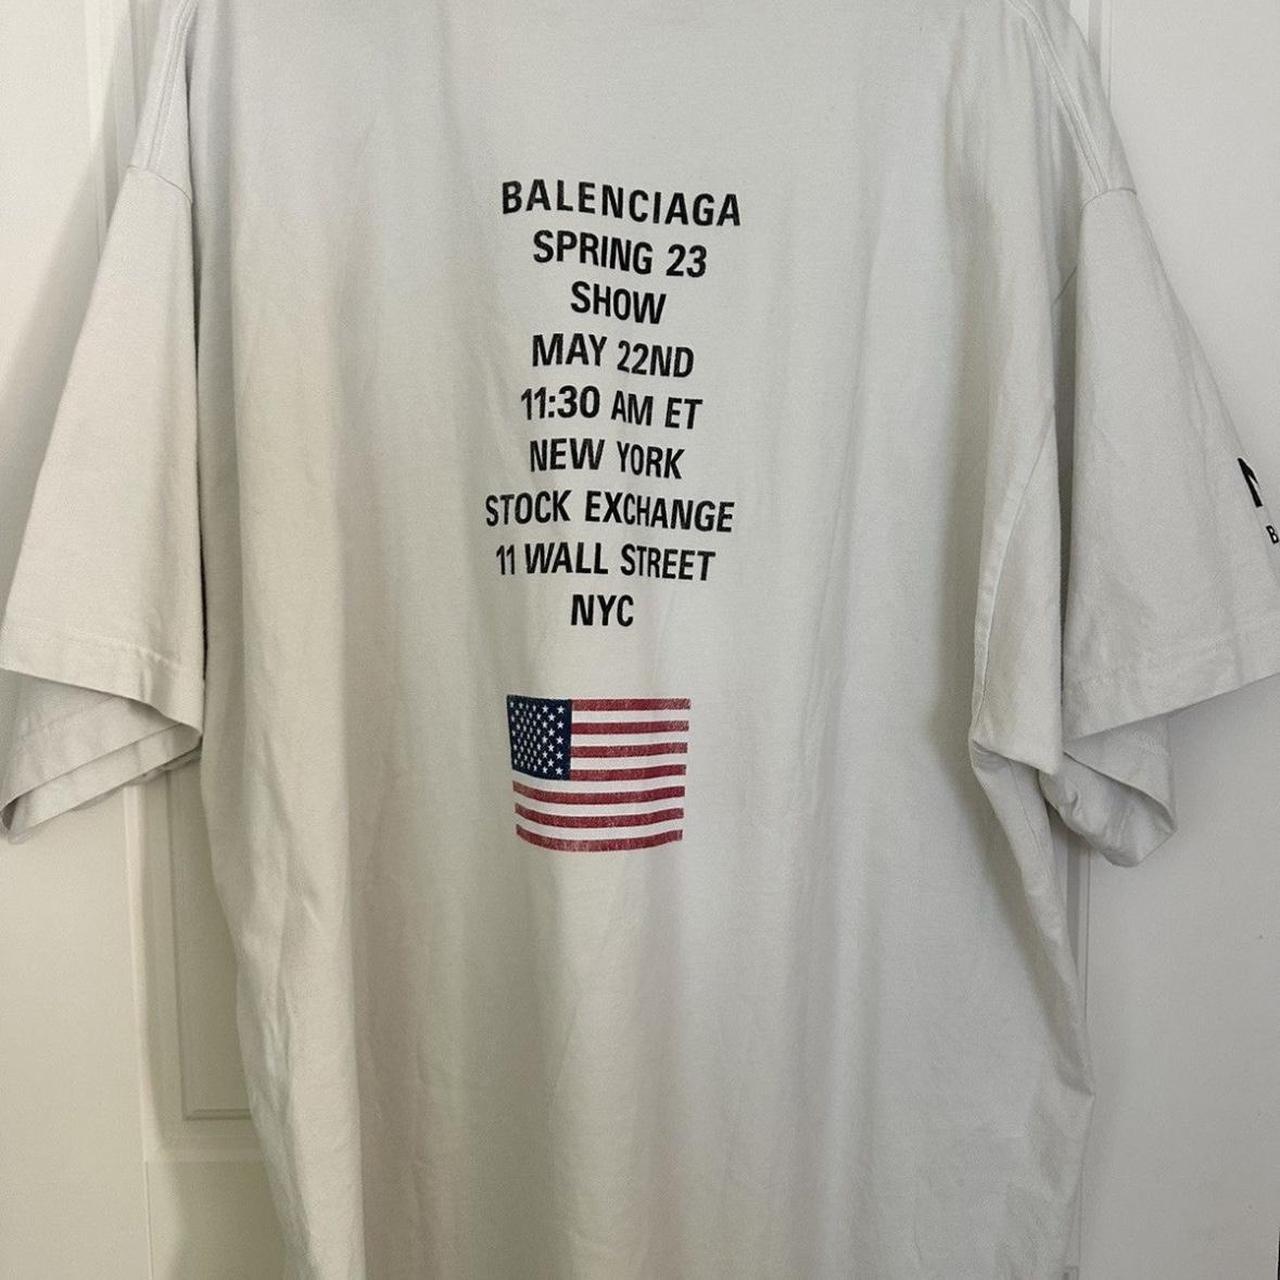 BALENCIAGA
SPRING 23
SHOW
MAY 22ND
11:30 AM ET
NEW YORK
STOCK EXCHANGE
11 WALL STREET
NYC